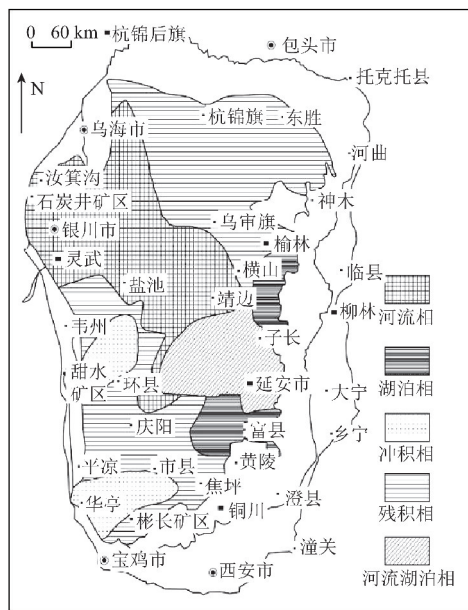 0 60 km
杭锦后旗
包头市
N
托克托县
乌海市
杭锦旗
东胜
河曲
汝箕沟
石炭井矿区
神木
乌审旗
银川市
榆林
灵武
横山
临县
盐池
靖边
河流相
韦州
柳林
子长
甜水
矿区
环县
延安市
湖泊相
大宁
庆阳
富县
乡宁
冲积相
平凉
市县
黄陵
焦坪
华亭
澄县
残积相
彬长矿区
铜川
宝鸡市
潼关
西安市
河流湖泊相